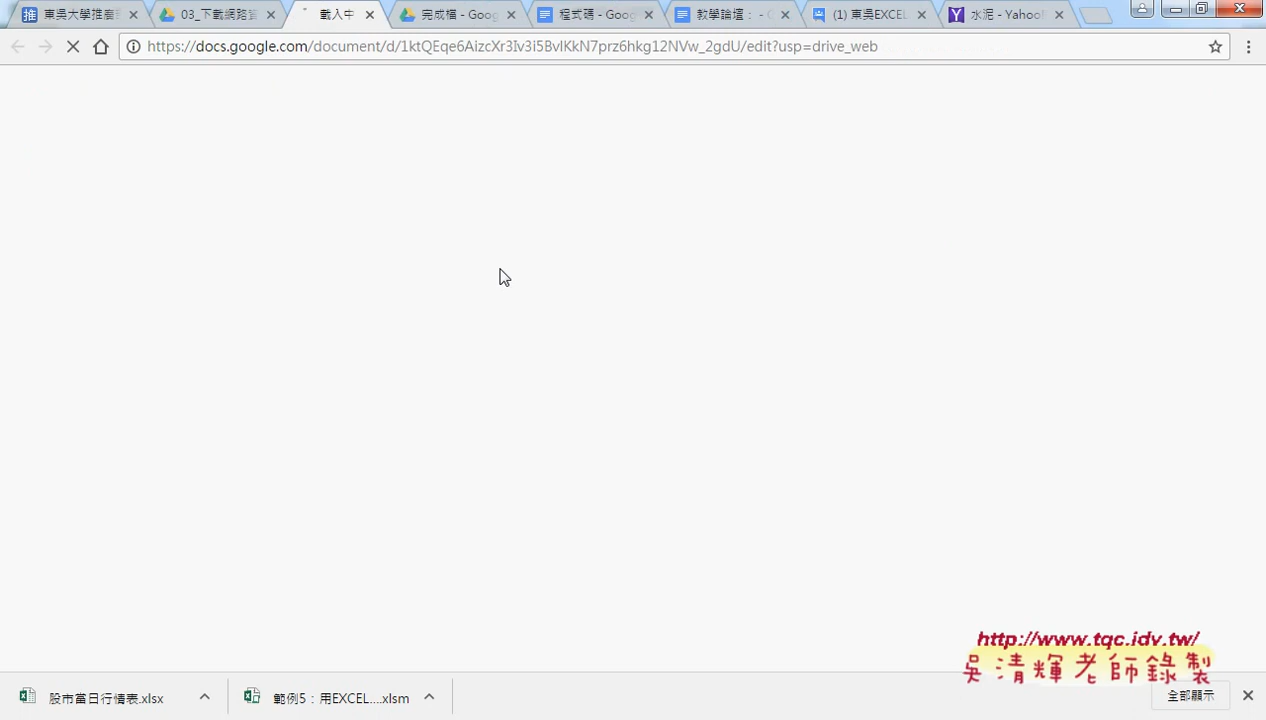 東吳大學推廣
03_下載網路資
載入中
完成檔 - Goog
程式碼 - Goog
教學論壇： - G
(1) 東吳EXCEL
水泥 - Yahoo!
https://docs.google.com/document/d/1ktQEqe6AizcXr3Iv3i5BvlKkN7prz6hkg12NVw_2gdU/edit?usp=drive_web
http://www.tqc.idv.tw/
吳清輝老師錄製
股市當日行情表.xlsx
範例5：用EXCEL....xlsm
全部顯示